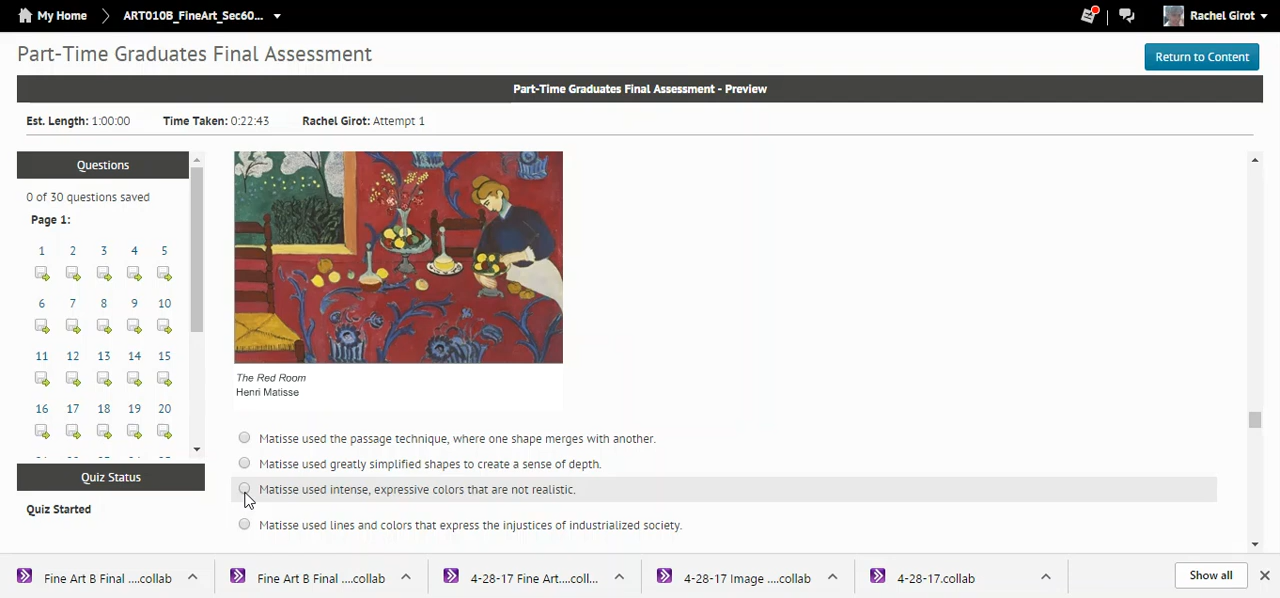 My Home
ART010B_FineArt_Sec60...
Rachel Girot
Part-Time Graduates Final Assessment
Return to Content
Part-Time Graduates Final Assessment - Preview
Est. Length: 1:00:00 Time Taken: 0:22:43 Rachel Girot: Attempt 1
Questions
0 of 30 questions saved
Page 1:
1 2 3 4 5
6 7 8 9 10
11 12 13 14 15
16 17 18 19 20
Quiz Status
Quiz Started
The Red Room
Henri Matisse
Matisse used the passage technique, where one shape merges with another.
Matisse used greatly simplified shapes to create a sense of depth.
Matisse used intense, expressive colors that are not realistic.
Matisse used lines and colors that express the injustices of industrialized society.
Fine Art B Final ....collab
Fine Art B Final ....collab
4-28-17 Fine Art....coll...
4-28-17 Image ....collab
4-28-17.collab
Show all